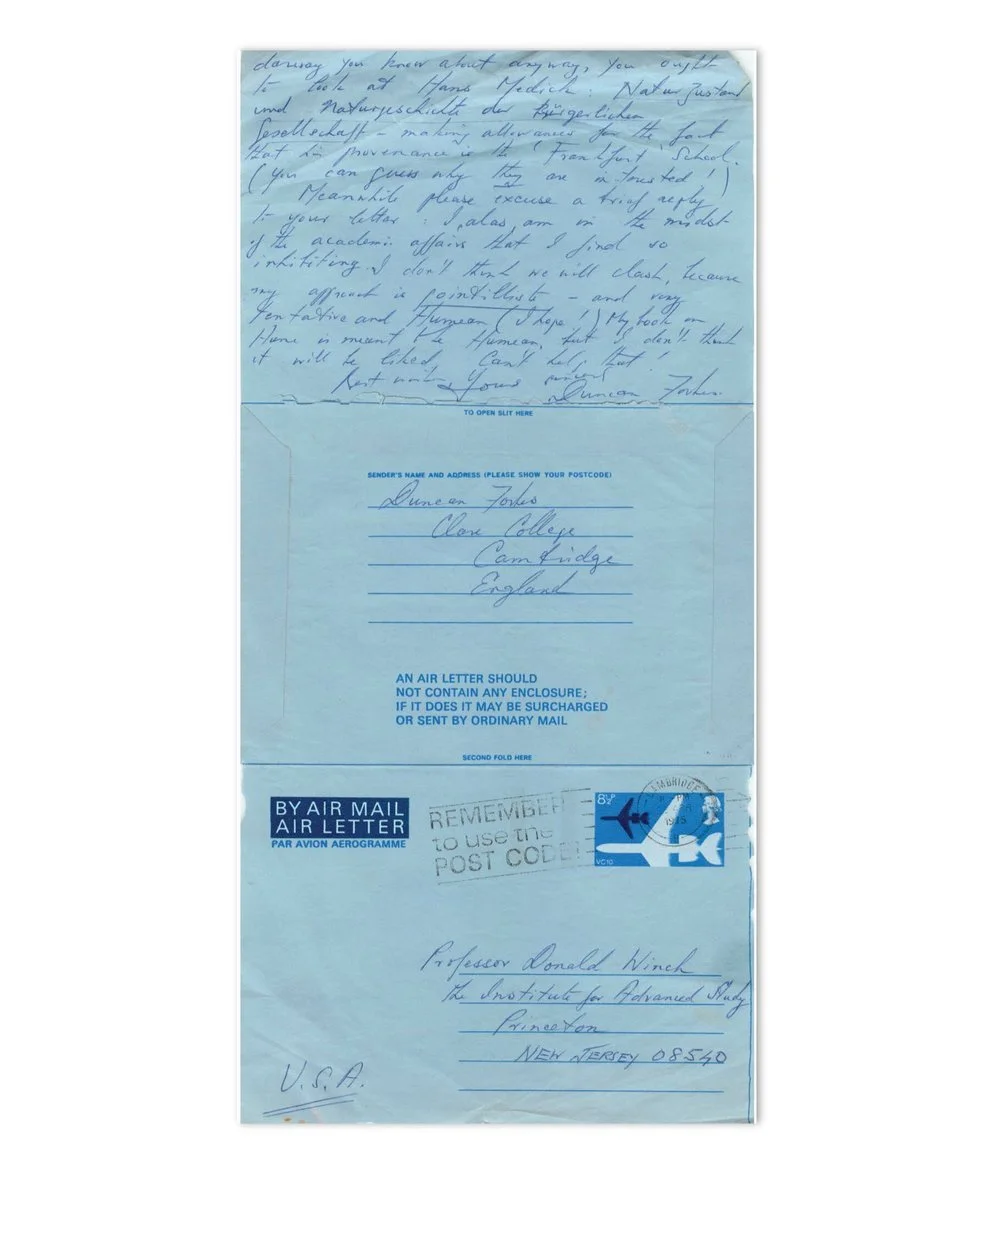 you know about anyway, you ought
to look at Hans Medick: Naturzustand
und Naturgeschichte der Bürgerlichen
Gesellschaft – making allowances for the fact
that his provenance is the 'Frankfurt' School.
(You can guess why they are interested!)
Meanwhile please excuse a brief reply
to your letter: I, alas, am in the midst
of the academic affairs that I find so
inhibiting. I don't think we will clash, because
my approach is pointilliste – and very
tentative and Humean (I hope!) My book on
Hume is meant to be Humean, but I don't think
it will be liked. Can't help that!
Best wishes, Yours sincerely
Duncan Forbes.
TO OPEN SLIT HERE
SENDER'S NAME AND ADDRESS (PLEASE SHOW YOUR POSTCODE)
Duncan Forbes
Clare College
Cambridge
England
AN AIR LETTER SHOULD
NOT CONTAIN ANY ENCLOSURE;
IF IT DOES IT MAY BE SURCHARGED
OR SENT BY ORDINARY MAIL
SECOND FOLD HERE
BY AIR MAIL
AIR LETTER
PAR AVION AEROGRAMME
REMEMBER
to use the
POST CODE
8½P
CAMBRIDGE
1975
VC10
Professor Donald Winch
The Institute for Advanced Study
Princeton
NEW JERSEY 08540
U.S.A.